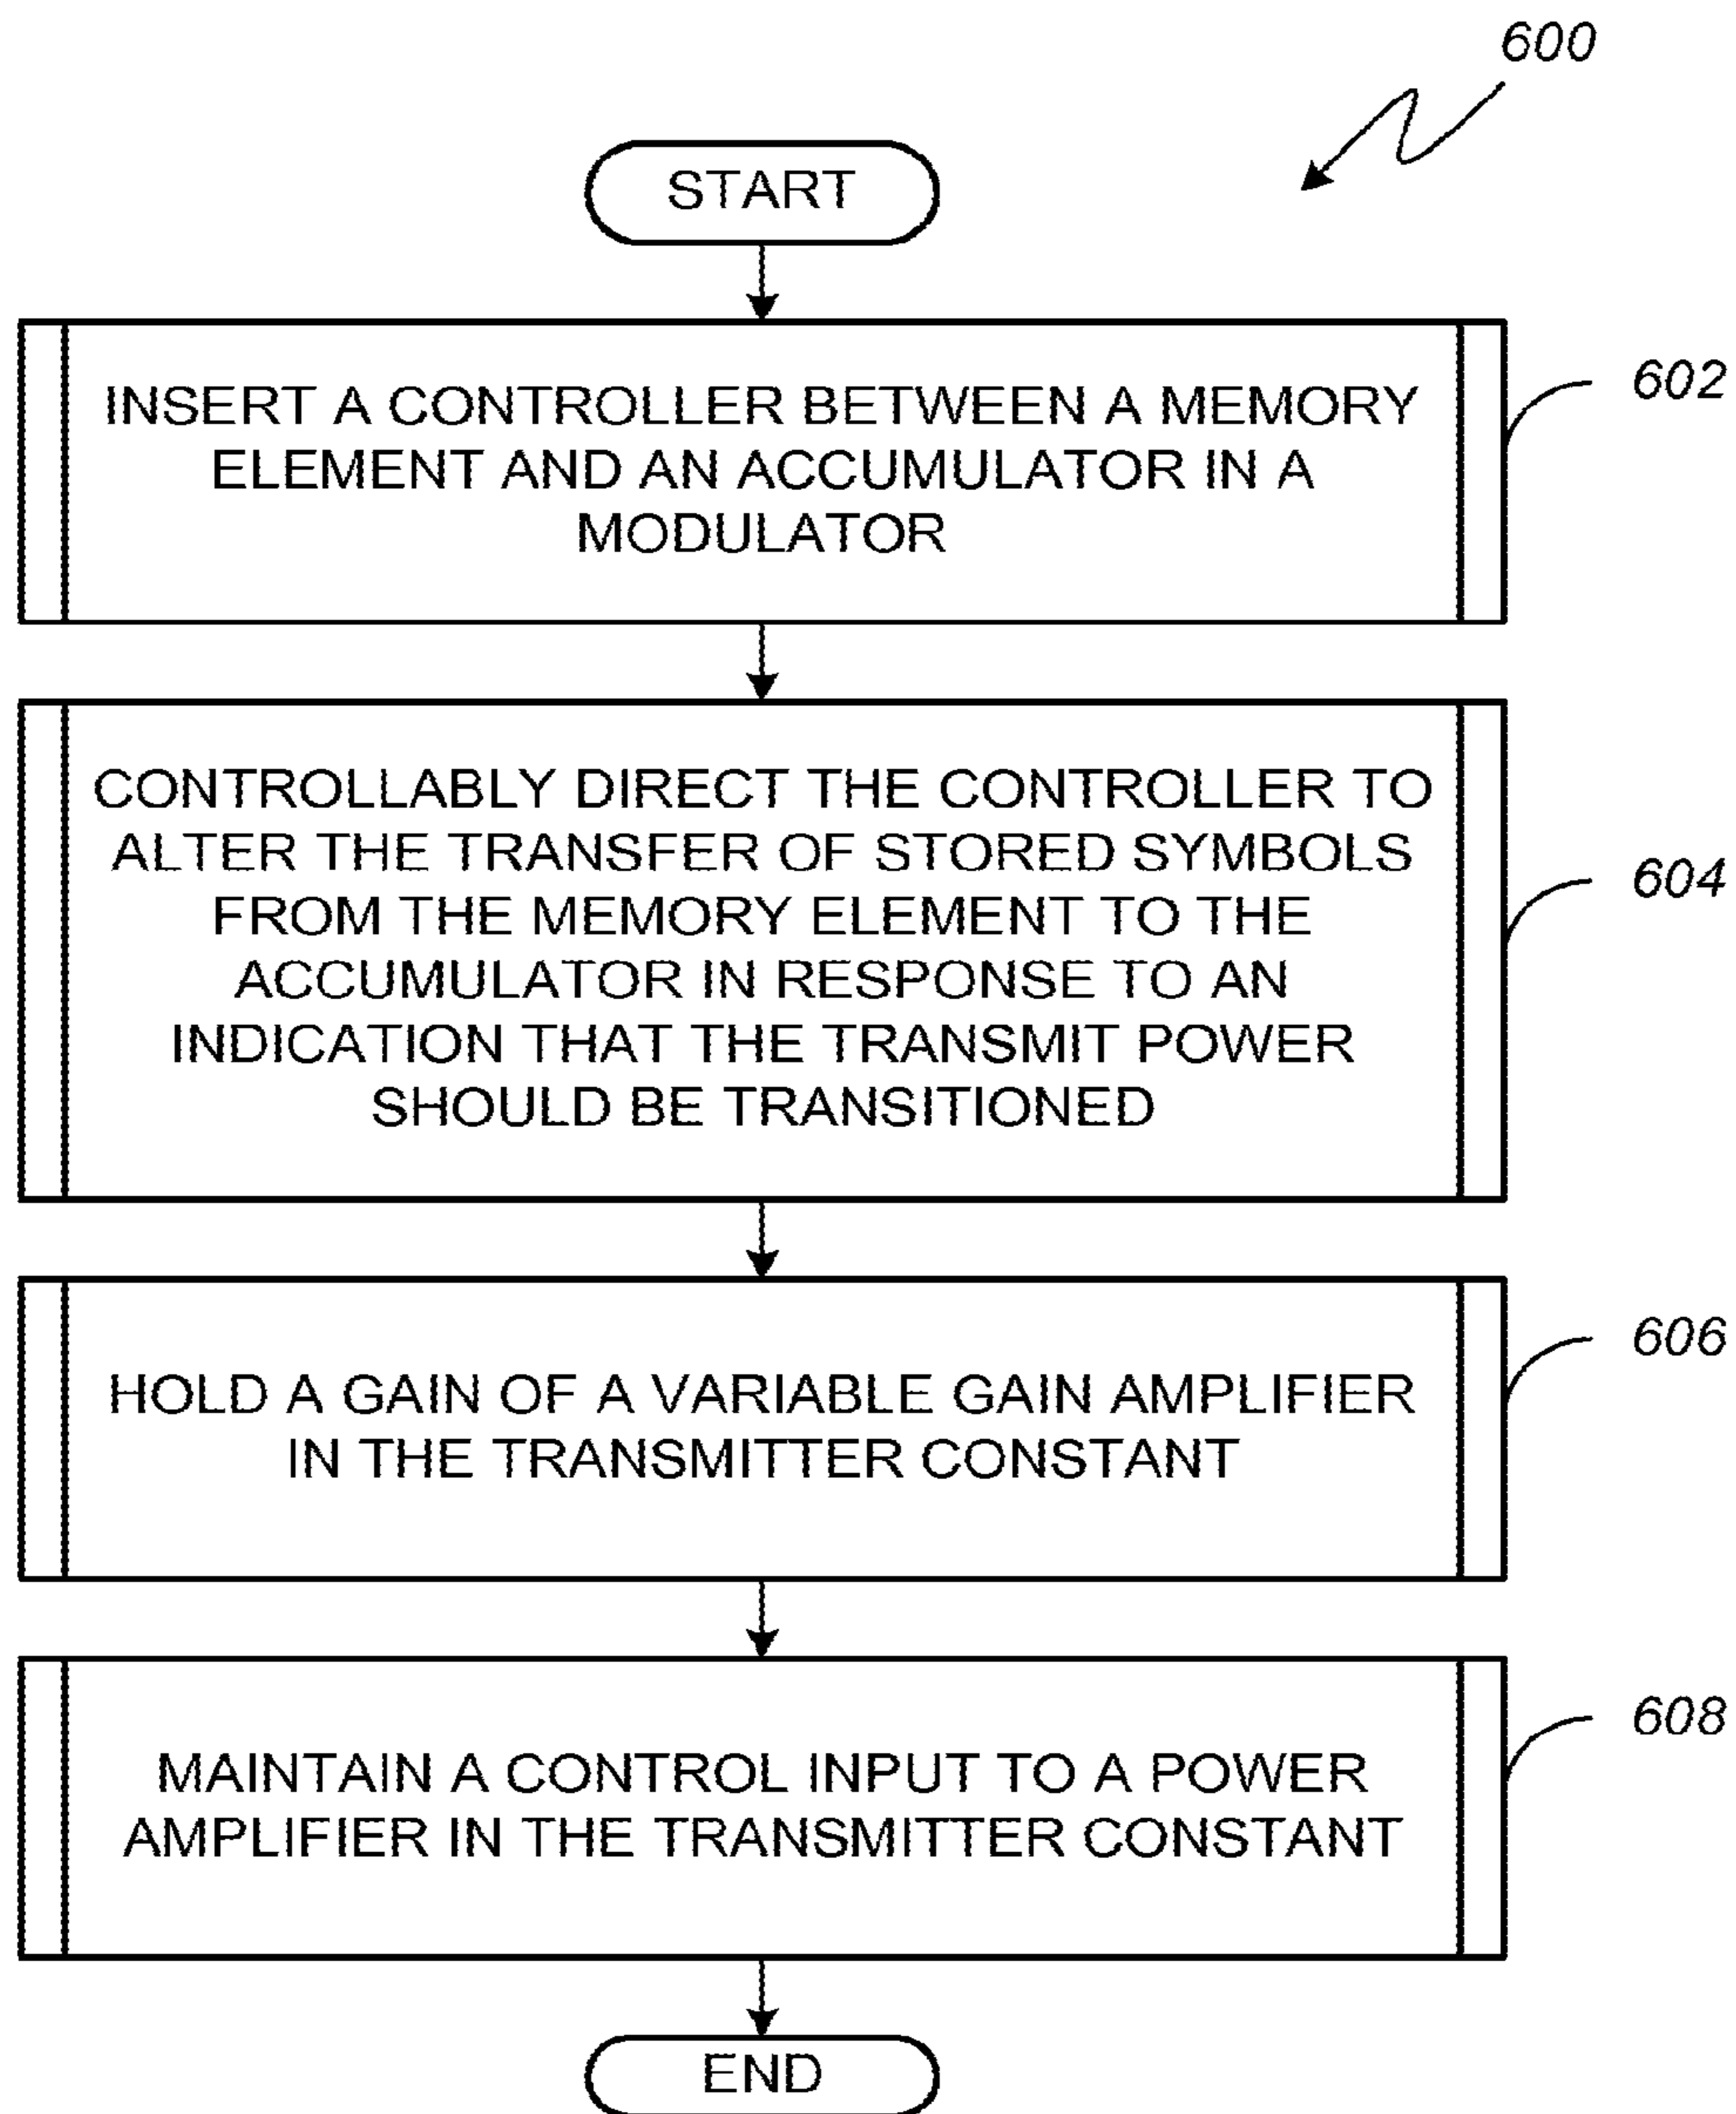 600
START
INSERT A CONTROLLER BETWEEN A MEMORY
ELEMENT AND AN ACCUMULATOR IN A
MODULATOR
602
CONTROLLABLY DIRECT THE CONTROLLER TO
ALTER THE TRANSFER OF STORED SYMBOLS
FROM THE MEMORY ELEMENT TO THE
ACCUMULATOR IN RESPONSE TO AN
INDICATION THAT THE TRANSMIT POWER
SHOULD BE TRANSITIONED
604
HOLD A GAIN OF A VARIABLE GAIN AMPLIFIER
IN THE TRANSMITTER CONSTANT
606
MAINTAIN A CONTROL INPUT TO A POWER
AMPLIFIER IN THE TRANSMITTER CONSTANT
608
END